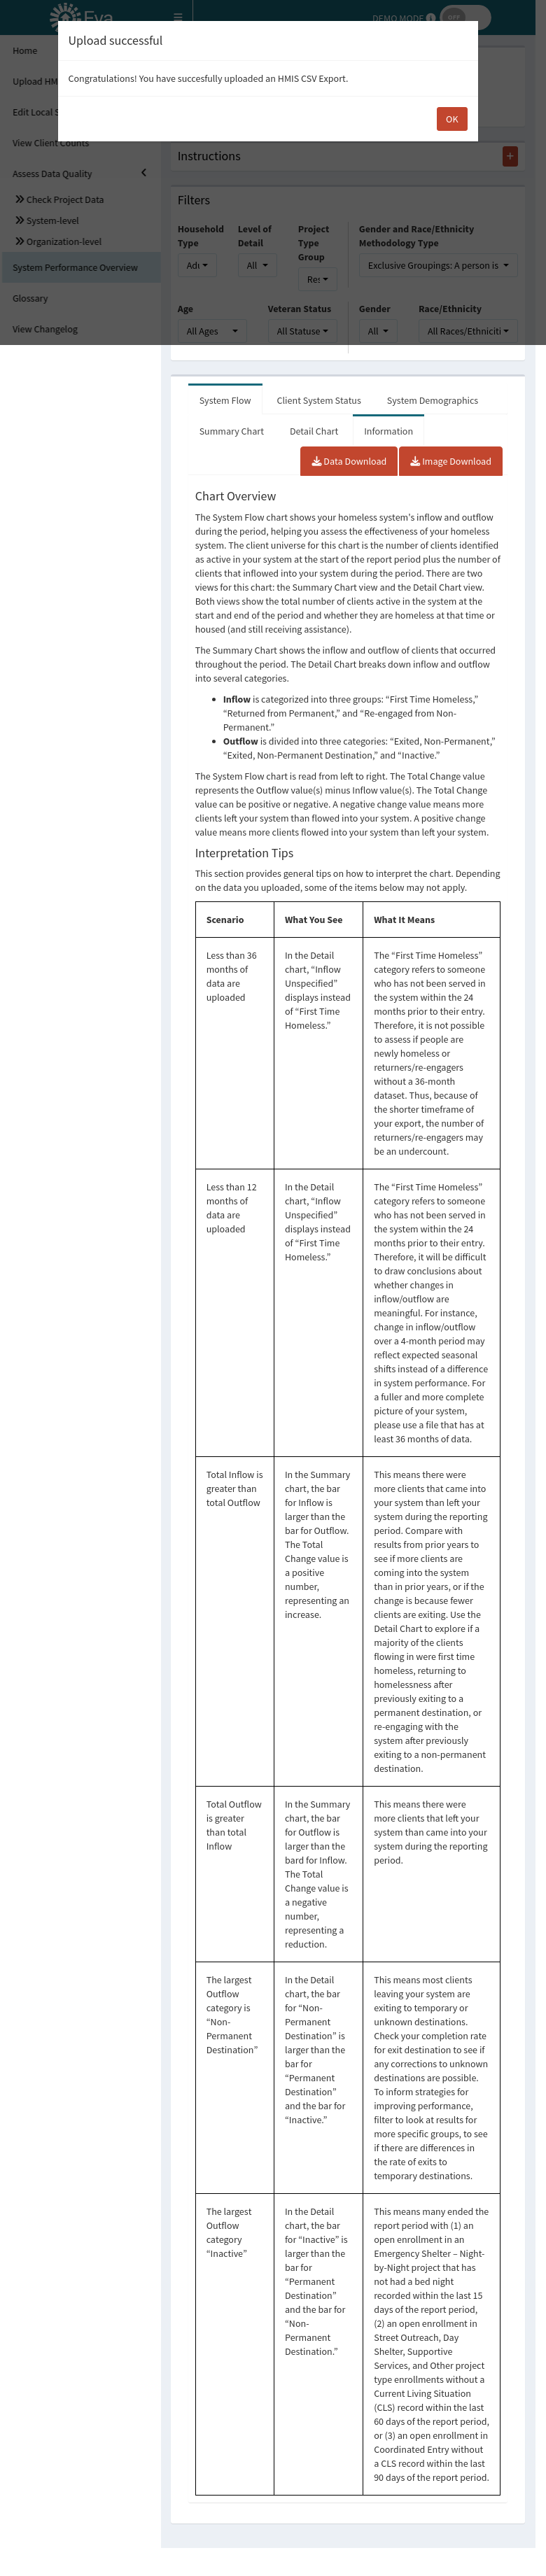 Eva
DEMO MODE
OFF
Upload successful
Congratulations! You have succesfully uploaded an HMIS CSV Export.
OK
Home
Upload HM
Edit Local S
View Client Counts
Assess Data Quality
Check Project Data
System-level
Organization-level
System Performance Overview
Glossary
View Changelog
Instructions
Filters
Household Type
Level of Detail
Project Type Group
Gender and Race/Ethnicity Methodology Type
All
Res
Exclusive Groupings: A person is
Age
Veteran Status
Gender
Race/Ethnicity
All Ages
All Statuse
All
All Races/Ethniciti
System Flow
Client System Status
System Demographics
Summary Chart
Detail Chart
Information
Data Download
Image Download
Chart Overview
The System Flow chart shows your homeless system's inflow and outflow
during the period, helping you assess the effectiveness of your homeless
system. The client universe for this chart is the number of clients identified
as active in your system at the start of the report period plus the number of
clients that inflowed into your system during the period. There are two
views for this chart: the Summary Chart view and the Detail Chart view.
Both views show the total number of clients active in the system at the
start and end of the period and whether they are homeless at that time or
housed (and still receiving assistance).
The Summary Chart shows the inflow and outflow of clients that occurred
throughout the period. The Detail Chart breaks down inflow and outflow
into several categories.
Inflow is categorized into three groups: “First Time Homeless,”
“Returned from Permanent,” and “Re-engaged from Non-
Permanent.”
Outflow is divided into three categories: “Exited, Non-Permanent,”
“Exited, Non-Permanent Destination,” and “Inactive.”
The System Flow chart is read from left to right. The Total Change value
represents the Outflow value(s) minus Inflow value(s). The Total Change
value can be positive or negative. A negative change value means more
clients left your system than flowed into your system. A positive change
value means more clients flowed into your system than left your system.
Interpretation Tips
This section provides general tips on how to interpret the chart. Depending
on the data you uploaded, some of the items below may not apply.
Scenario
What You See
What It Means
Less than 36
months of
data are
uploaded
In the Detail
chart, “Inflow
Unspecified”
displays instead
of “First Time
Homeless.”
The “First Time Homeless”
category refers to someone
who has not been served in
the system within the 24
months prior to their entry.
Therefore, it is not possible
to assess if people are
newly homeless or
returners/re-engagers
without a 36-month
dataset. Thus, because of
the shorter timeframe of
your export, the number of
returners/re-engagers may
be an undercount.
Less than 12
months of
data are
uploaded
In the Detail
chart, “Inflow
Unspecified”
displays instead
of “First Time
Homeless.”
The “First Time Homeless”
category refers to someone
who has not been served in
the system within the 24
months prior to their entry.
Therefore, it will be difficult
to draw conclusions about
whether changes in
inflow/outflow are
meaningful. For instance,
change in inflow/outflow
over a 4-month period may
reflect expected seasonal
shifts instead of a difference
in system performance. For
a fuller and more complete
picture of your system,
please use a file that has at
least 36 months of data.
Total Inflow is
greater than
total Outflow
In the Summary
chart, the bar
for Inflow is
larger than the
bar for Outflow.
The Total
Change value is
a positive
number,
representing an
increase.
This means there were
more clients that came into
your system than left your
system during the reporting
period. Compare with
results from prior years to
see if more clients are
coming into the system
than in prior years, or if the
change is because fewer
clients are exiting. Use the
Detail Chart to explore if a
majority of the clients
flowing in were first time
homeless, returning to
homelessness after
previously exiting to a
permanent destination, or
re-engaging with the
system after previously
exiting to a non-permanent
destination.
Total Outflow
is greater
than total
Inflow
In the Summary
chart, the bar
for Outflow is
larger than the
bard for Inflow.
The Total
Change value is
a negative
number,
representing a
reduction.
This means there were
more clients that left your
system than came into your
system during the reporting
period.
The largest
Outflow
category is
“Non-
Permanent
Destination”
In the Detail
chart, the bar
for “Non-
Permanent
Destination” is
larger than the
bar for
“Permanent
Destination”
and the bar for
“Inactive.”
This means most clients
leaving your system are
exiting to temporary or
unknown destinations.
Check your completion rate
for exit destination to see if
any corrections to unknown
destinations are possible.
To inform strategies for
improving performance,
filter to look at results for
more specific groups, to see
if there are differences in
the rate of exits to
temporary destinations.
The largest
Outflow
category
“Inactive”
In the Detail
chart, the bar
for “Inactive” is
larger than the
bar for
“Permanent
Destination”
and the bar for
“Non-
Permanent
Destination.”
This means many ended the
report period with (1) an
open enrollment in an
Emergency Shelter – Night-
by-Night project that has
not had a bed night
recorded within the last 15
days of the report period,
(2) an open enrollment in
Street Outreach, Day
Shelter, Supportive
Services, and Other project
type enrollments without a
Current Living Situation
(CLS) record within the last
60 days of the report period,
or (3) an open enrollment in
Coordinated Entry without
a CLS record within the last
90 days of the report period.